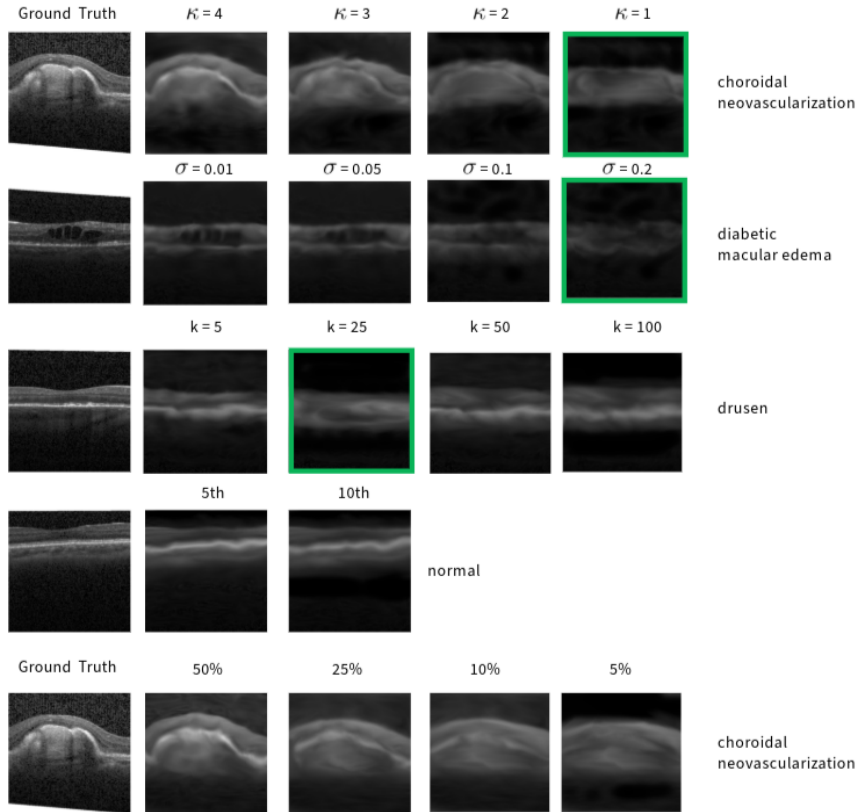 Ground Truth
κ = 4
κ = 3
κ = 2
κ = 1
choroidal
neovascularization
σ = 0.01
σ = 0.05
σ = 0.1
σ = 0.2
diabetic
macular edema
k = 5
k = 25
k = 50
k = 100
drusen
5th
10th
normal
Ground Truth
50%
25%
10%
5%
choroidal
neovascularization